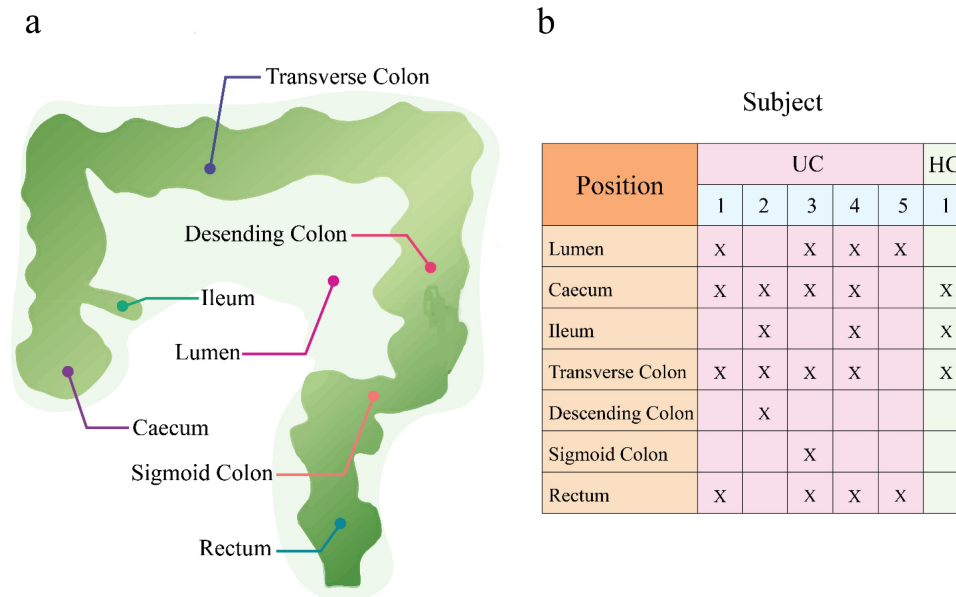 a
Transverse Colon
Desending Colon
Ileum
Lumen
Caecum
Sigmoid Colon
Rectum
b
Subject
Position UC HC
1 2 3 4 5 1
Lumen X X X X
Caecum X X X X X
Ileum X X X
Transverse Colon X X X X X
Descending Colon X
Sigmoid Colon X
Rectum X X X X